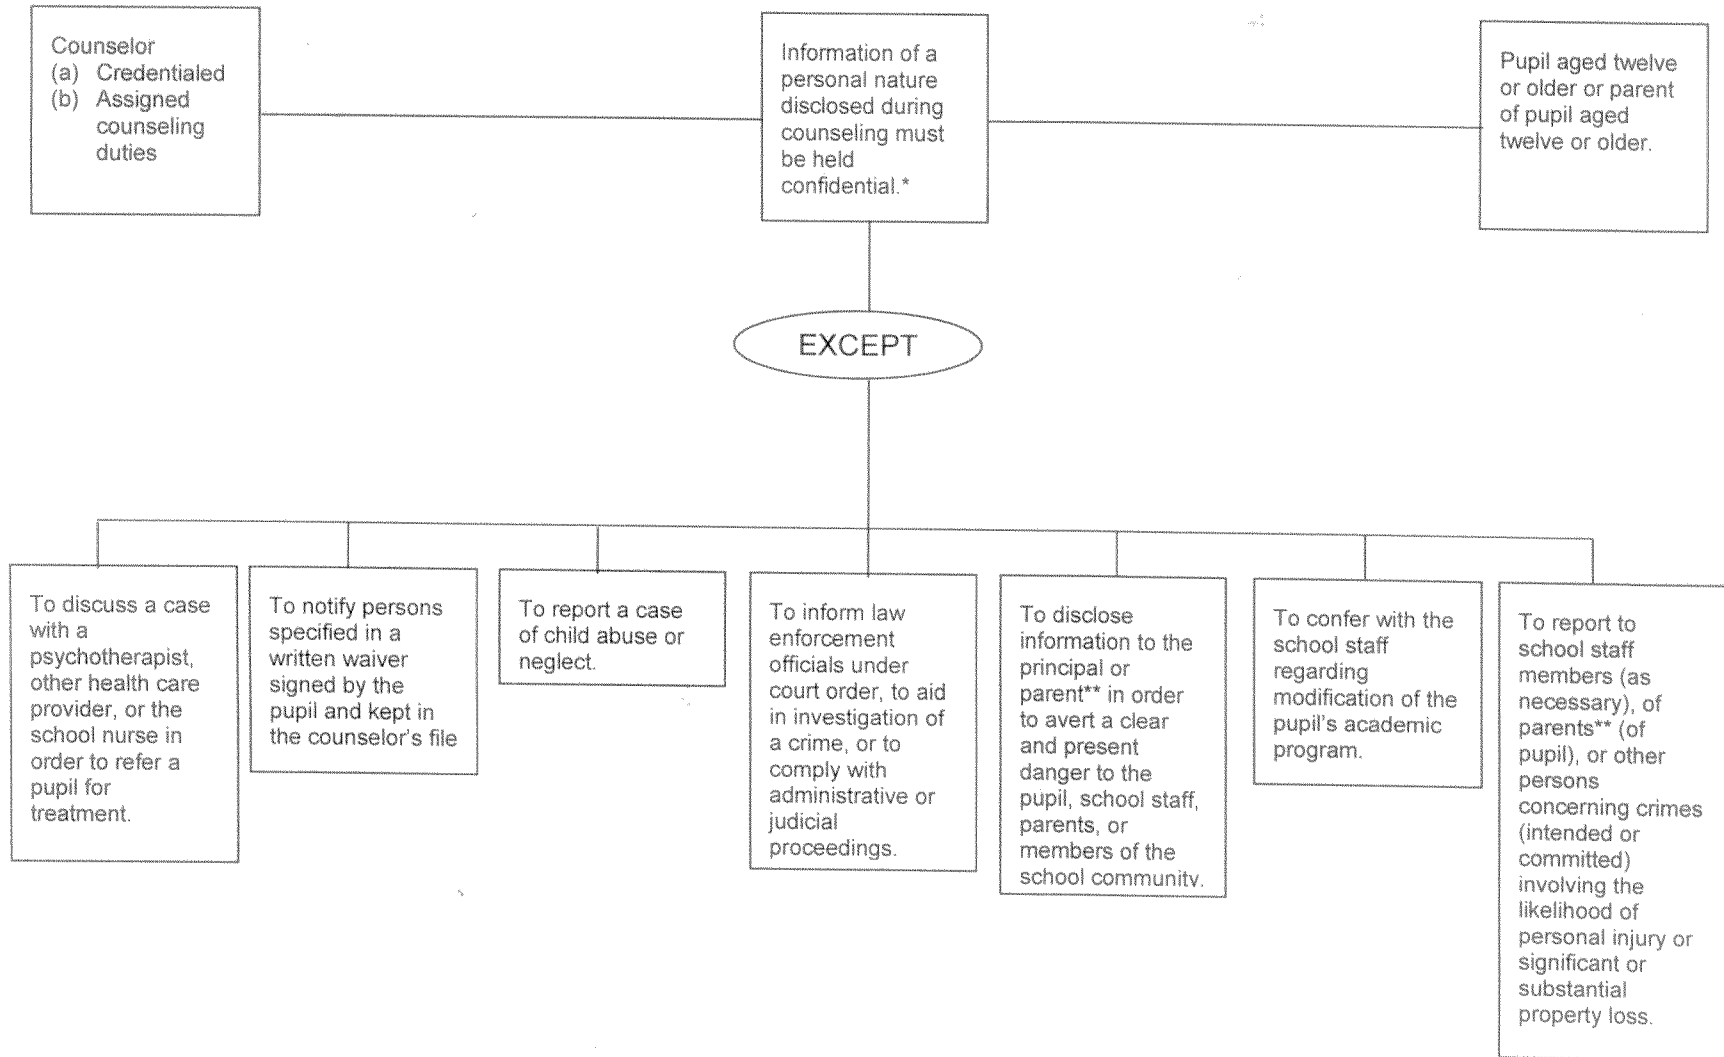 Counselor
(a) Credentialed
(b) Assigned
counseling
duties
Information of a
personal nature
disclosed during
counseling must
be held
confidential.*
Pupil aged twelve
or older or parent
of pupil aged
twelve or older.
EXCEPT
To discuss a case
with a
psychotherapist,
other health care
provider, or the
school nurse in
order to refer a
pupil for
treatment.
To notify persons
specified in a
written waiver
signed by the
pupil and kept in
the counselor's file
To report a case
of child abuse or
neglect.
To inform law
enforcement
officials under
court order, to aid
in investigation of
a crime, or to
comply with
administrative or
judicial
proceedings.
To disclose
information to the
principal or
parent** in order
to avert a clear
and present
danger to the
pupil, school staff,
parents, or
members of the
school community.
To confer with the
school staff
regarding
modification of the
pupil's academic
program.
To report to
school staff
members (as
necessary), of
parents** (of
pupil), or other
persons
concerning crimes
(intended or
committed)
involving the
likelihood of
personal injury or
significant or
substantial
property loss.